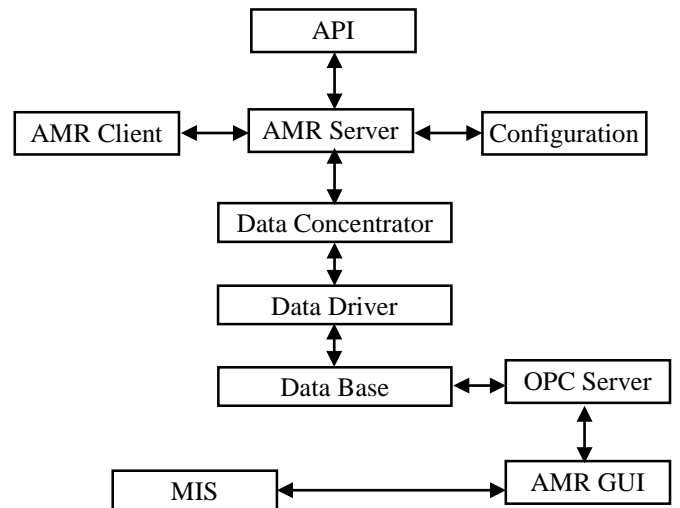 API
AMR Client
AMR Server
Configuration
Data Concentrator
Data Driver
Data Base
OPC Server
MIS
AMR GUI